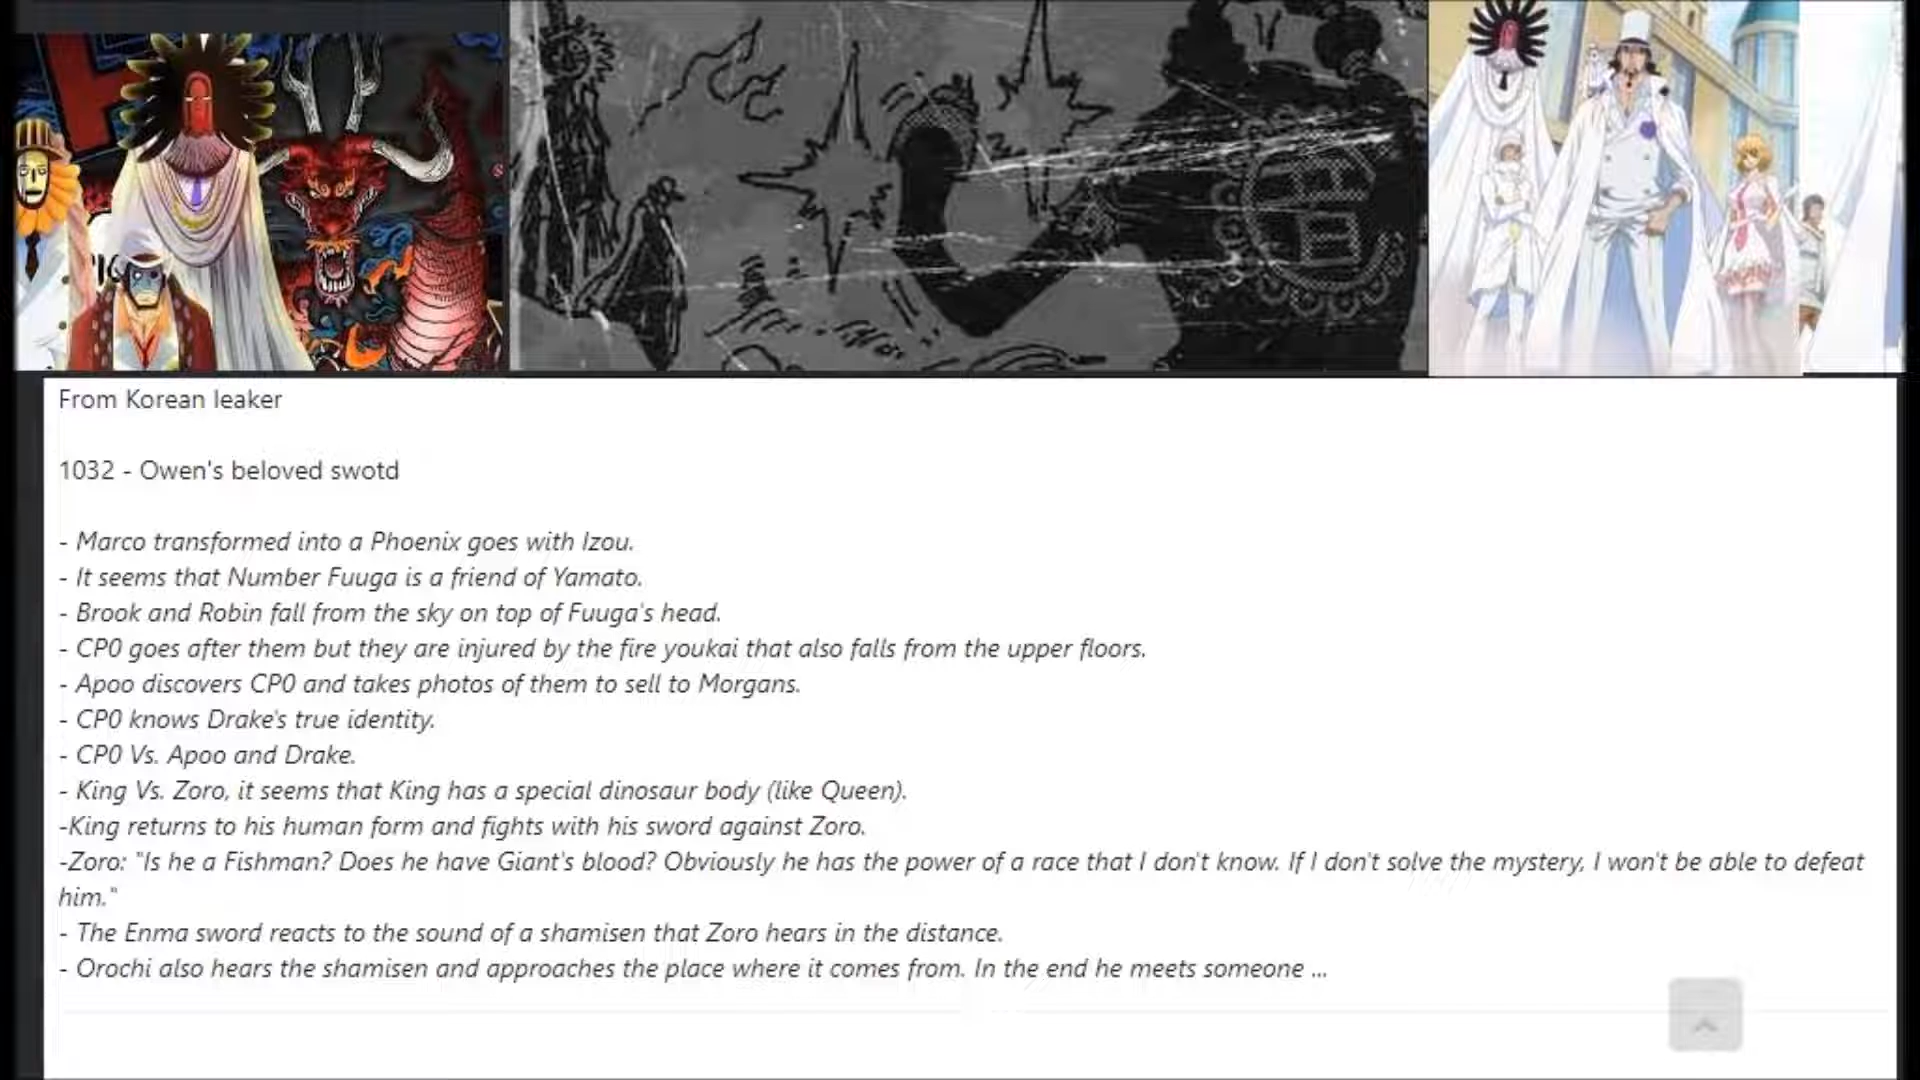 From Korean leaker
1032 - Owen's beloved swotd
- Marco transformed into a Phoenix goes with Izou.
- It seems that Number Fuuga is a friend of Yamato.
- Brook and Robin fall from the sky on top of Fuuga's head.
- CP0 goes after them but they are injured by the fire youkai that also falls from the upper floors.
- Apoo discovers CP0 and takes photos of them to sell to Morgans.
- CP0 knows Drake's true identity.
- CP0 Vs. Apoo and Drake.
- King Vs. Zoro, it seems that King has a special dinosaur body (like Queen).
-King returns to his human form and fights with his sword against Zoro.
-Zoro: "Is he a Fishman? Does he have Giant's blood? Obviously he has the power of a race that I don't know. If I don't solve the mystery, I won't be able to defeat
him."
- The Enma sword reacts to the sound of a shamisen that Zoro hears in the distance.
- Orochi also hears the shamisen and approaches the place where it comes from. In the end he meets someone ...